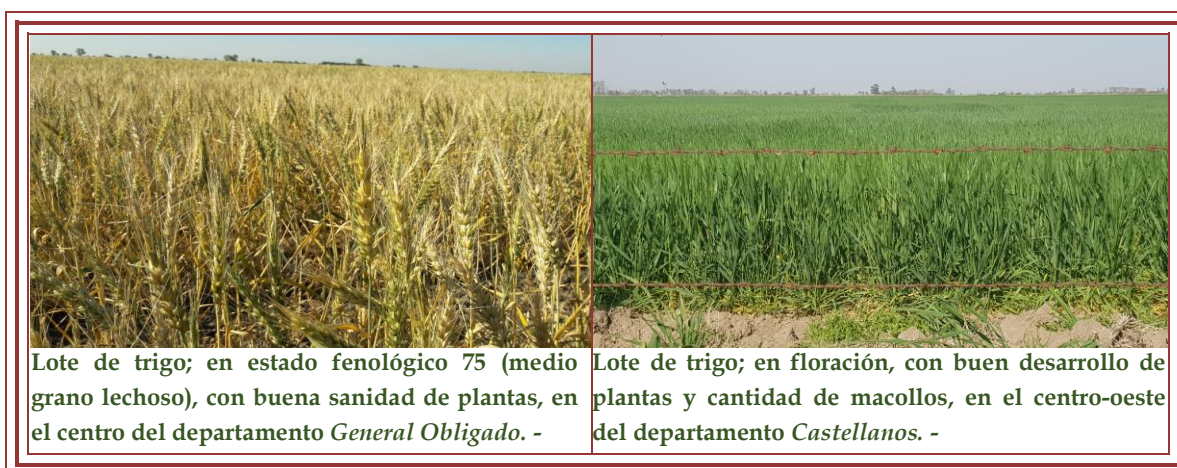 Lote de trigo; en estado fenológico 75 (medio
grano lechoso), con buena sanidad de plantas, en
el centro del departamento General Obligado. -
Lote de trigo; en floración, con buen desarrollo de
plantas y cantidad de macollos, en el centro-oeste
del departamento Castellanos. -